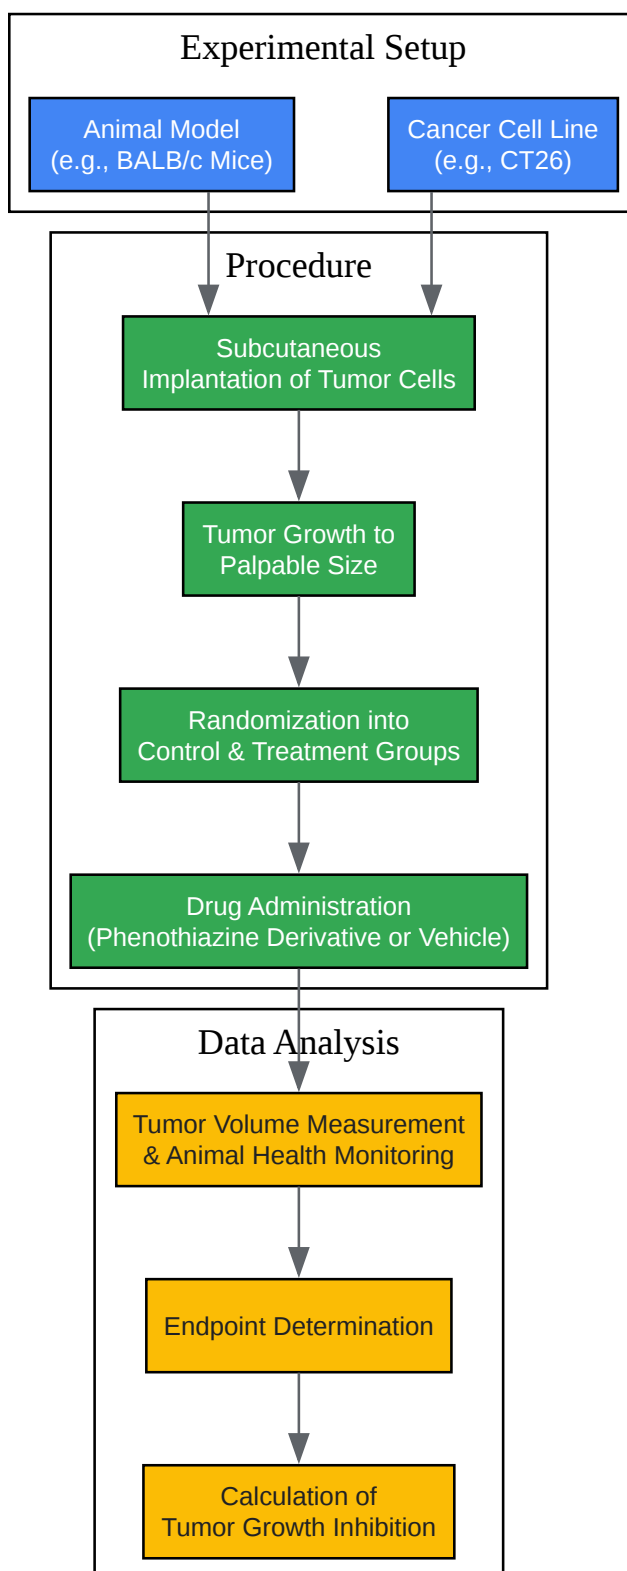 Experimental Setup
Animal Model
(e.g., BALB/c Mice)
Cancer Cell Line
(e.g., CT26)
Procedure
Subcutaneous
Implantation of Tumor Cells
Tumor Growth to
Palpable Size
Randomization into
Control & Treatment Groups
Drug Administration
(Phenothiazine Derivative or Vehicle)
Data Analysis
Tumor Volume Measurement
& Animal Health Monitoring
Endpoint Determination
Calculation of
Tumor Growth Inhibition